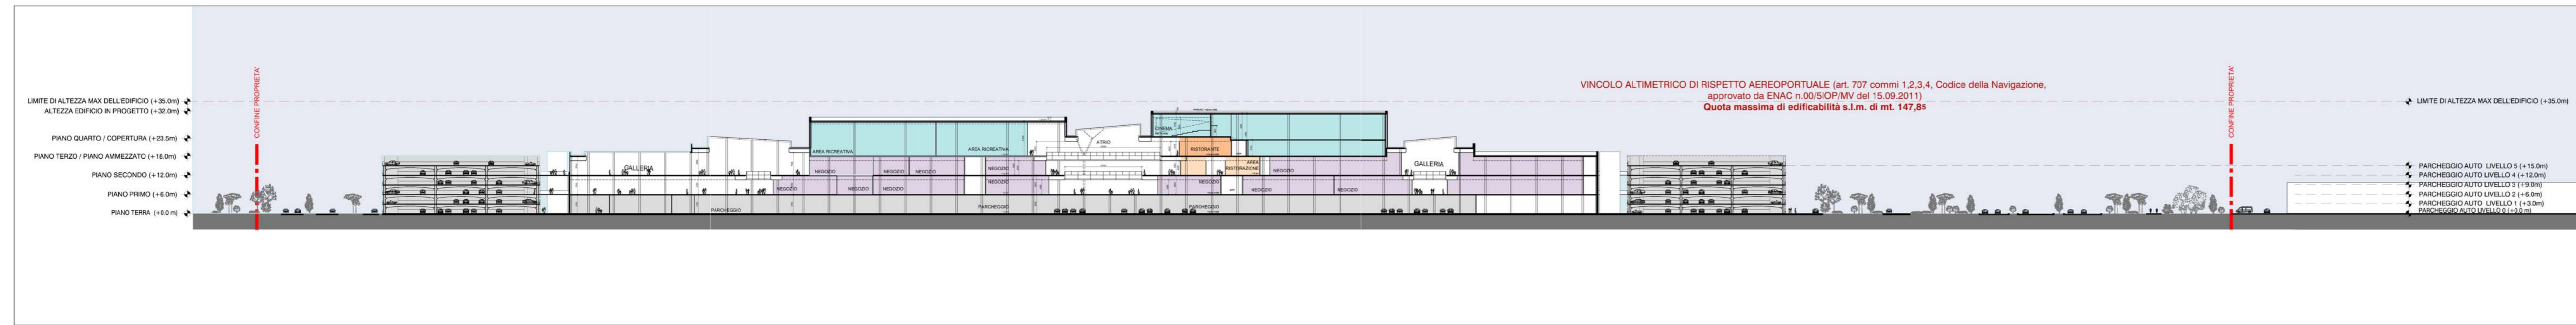 CONFINE PROPRIETA'
VINCOLO ALTIMETRICO DI RISPETTO AEREOPORTUALE (art. 707 commi 1,2,3,4, Codice della Navigazione,
approvato da ENAC n.00/5IOP/MV del 15.09.2011)
Quota massima di edificabilità s.l.m. di mt. 147,85
CONFINE PROPRIETA'
LIMITE DI ALTEZZA MAX DELL'EDIFICIO (+35.0m)
ALTEZZA EDIFICIO IN PROGETTO (+32.0m)
PIANO QUARTO / COPERTURA (+23.5m)
PIANO TERZO / PIANO AMMEZZATO (+18.0m)
PIANO SECONDO (+12.0m)
PIANO PRIMO (+6.0m)
PIANO TERRA (+0.0 m)
CINEMA
ATRIO
AREA RICREATIVA
AREA RICREATIVA
RISTORANTE
GALLERIA
AREA
RISTORAZIONE
GALLERIA
NEGOZIO
NEGOZIO
NEGOZIO
NEGOZIO
NEGOZIO
NEGOZIO
NEGOZIO
NEGOZIO
NEGOZIO
NEGOZIO
NEGOZIO
NEGOZIO
PARCHEGGIO
PARCHEGGIO
PARCHEGGIO
LIMITE DI ALTEZZA MAX DELL'EDIFICIO (+35.0m)
PARCHEGGIO AUTO LIVELLO 5 (+15.0m)
PARCHEGGIO AUTO LIVELLO 4 (+12.0m)
PARCHEGGIO AUTO LIVELLO 3 (+9.0m)
PARCHEGGIO AUTO LIVELLO 2 (+6.0m)
PARCHEGGIO AUTO LIVELLO 1 (+3.0m)
PARCHEGGIO AUTO LIVELLO 0 (+0.0 m)